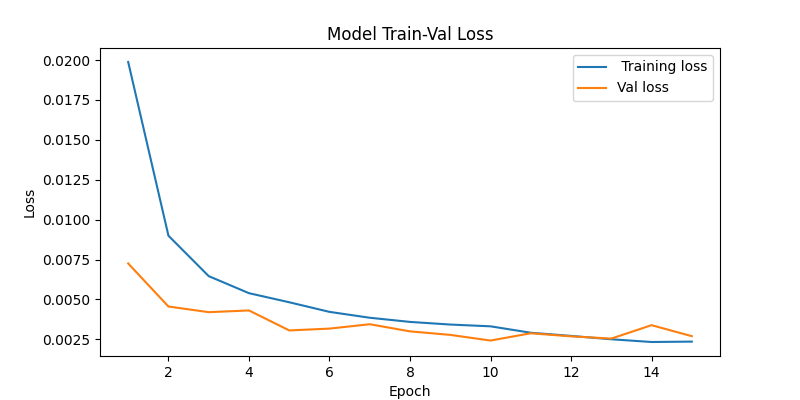 Model Train-Val Loss
Training loss
Val loss
0.0200
0.0175
0.0150
0.0125
0.0100
0.0075
0.0050
0.0025
Loss
2 4 6 8 10 12 14
Epoch